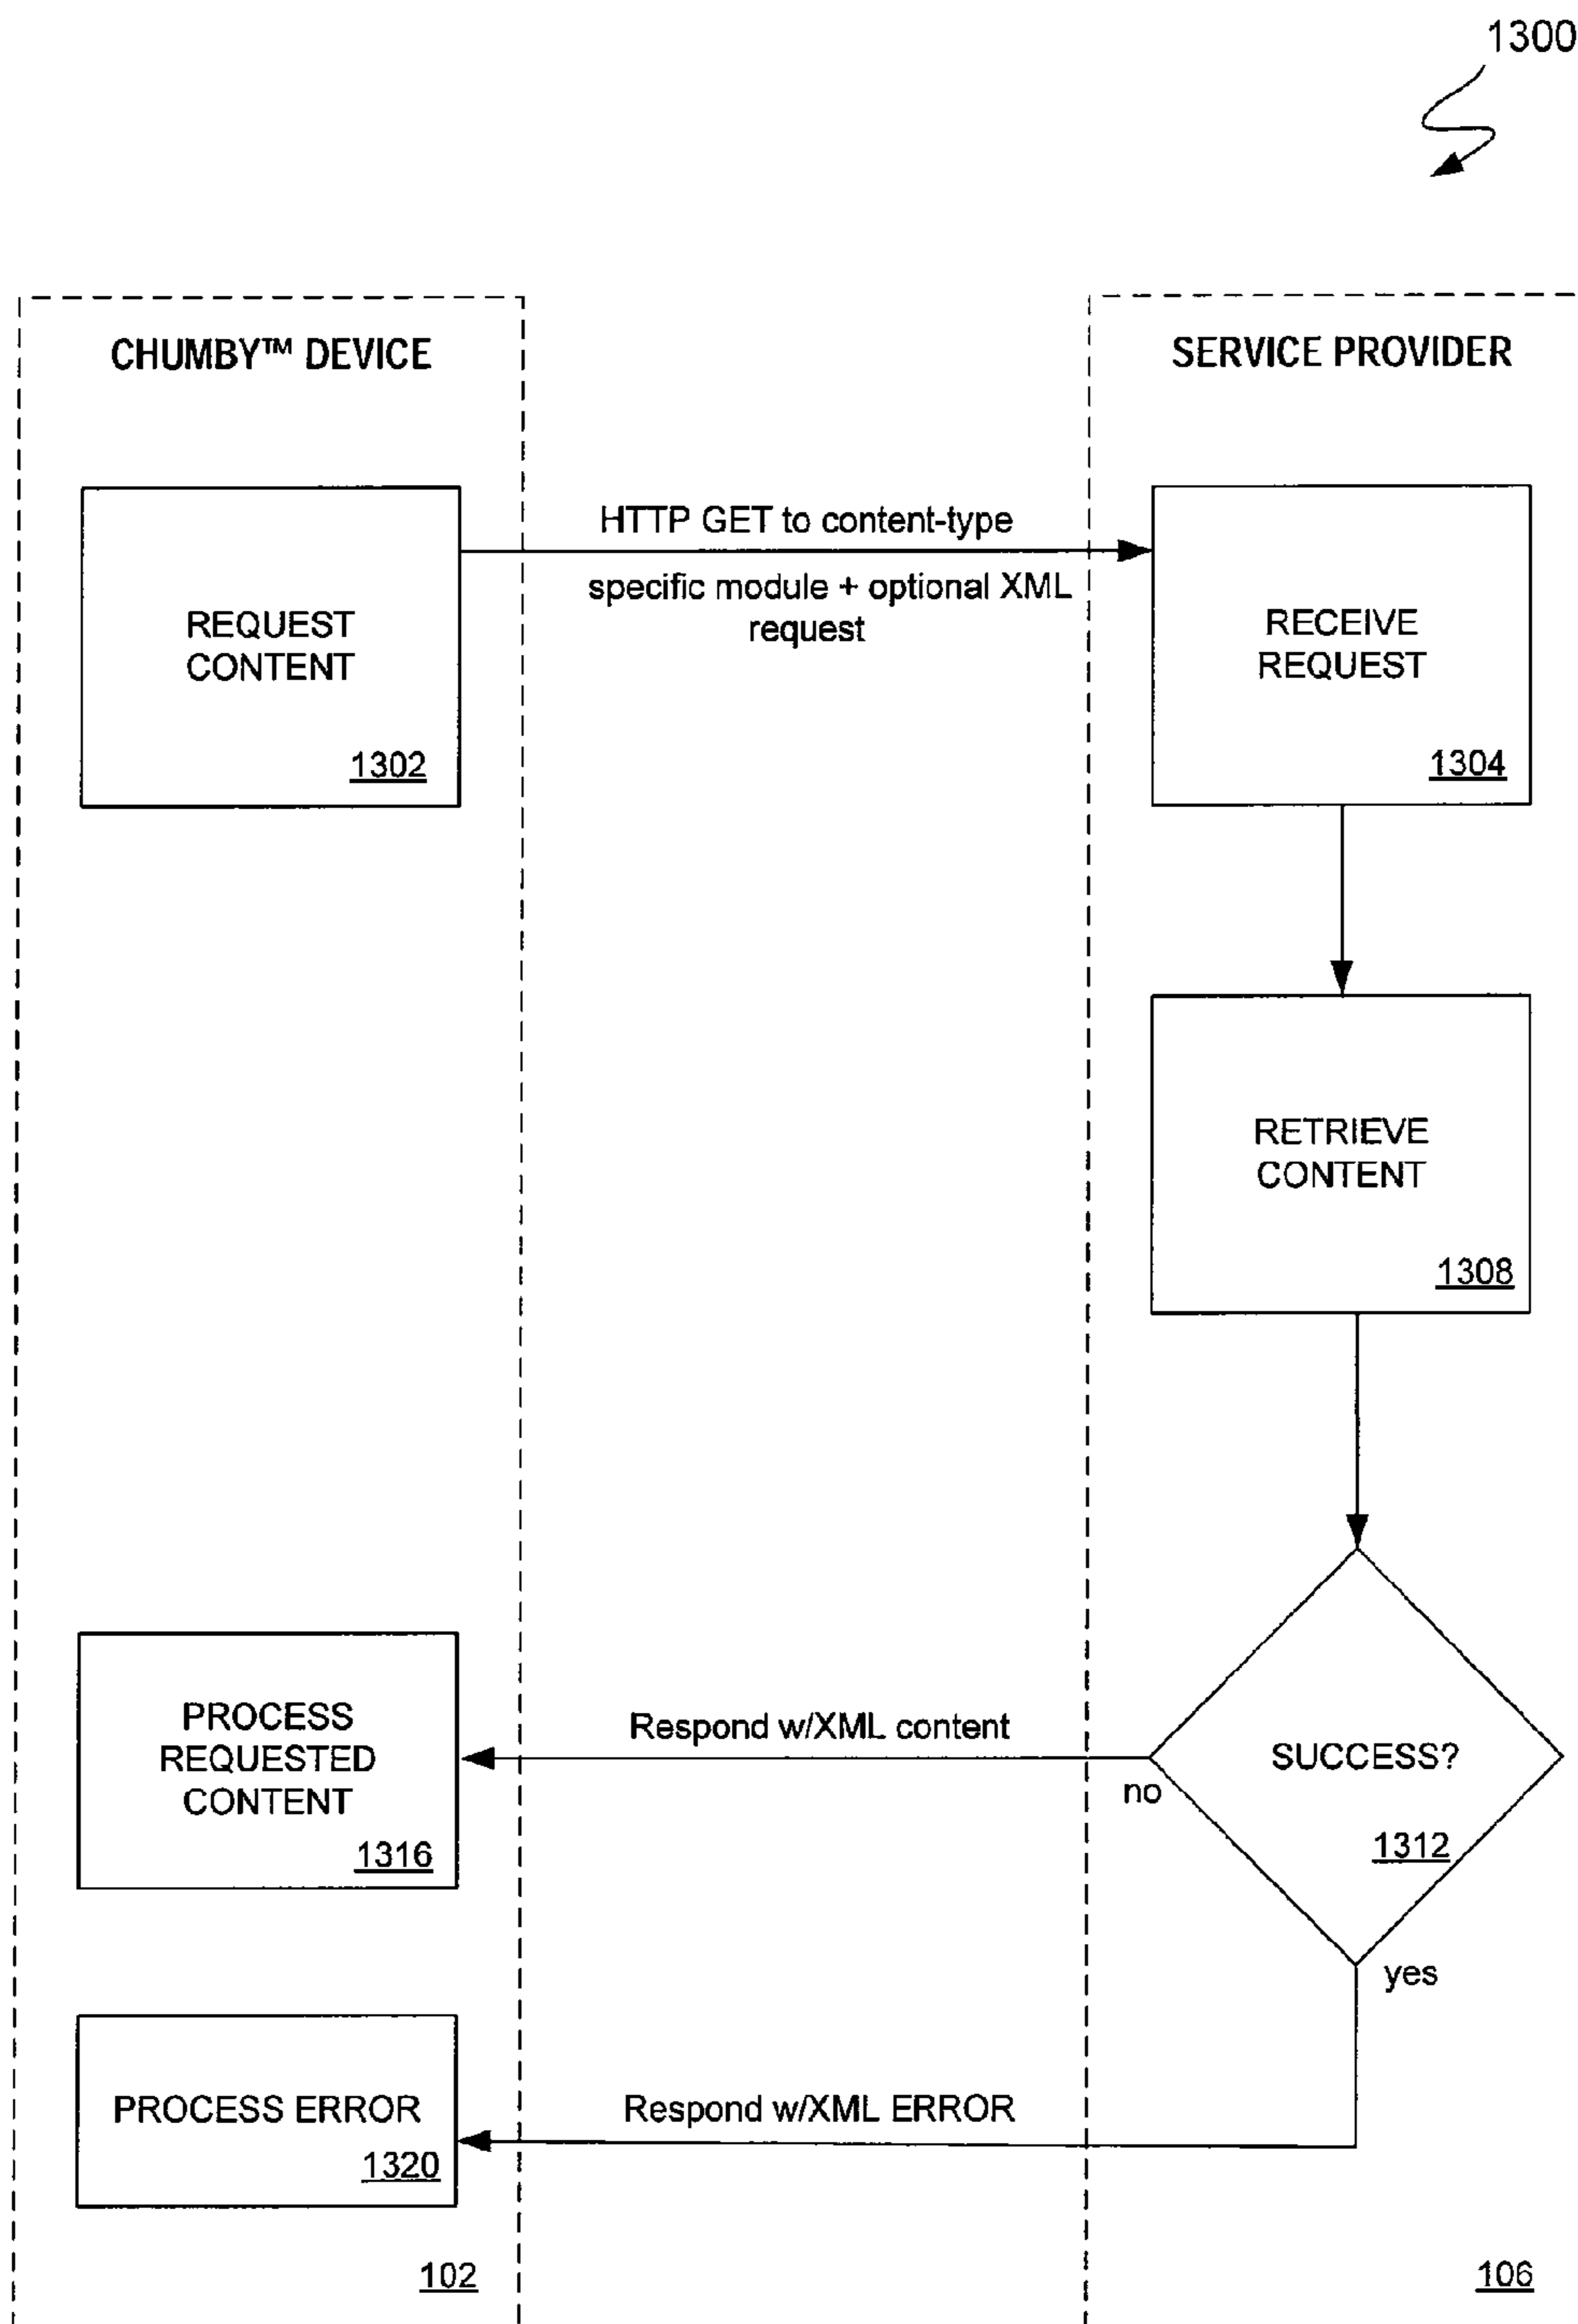 1300
CHUMBY™ DEVICE
SERVICE PROVIDER
REQUEST
CONTENT
1302
HTTP GET to content-type
specific module + optional XML
request
RECEIVE
REQUEST
1304
RETRIEVE
CONTENT
1308
PROCESS
REQUESTED
CONTENT
1316
Respond w/XML content
no
SUCCESS?
1312
yes
PROCESS ERROR
1320
Respond w/XML ERROR
102
106